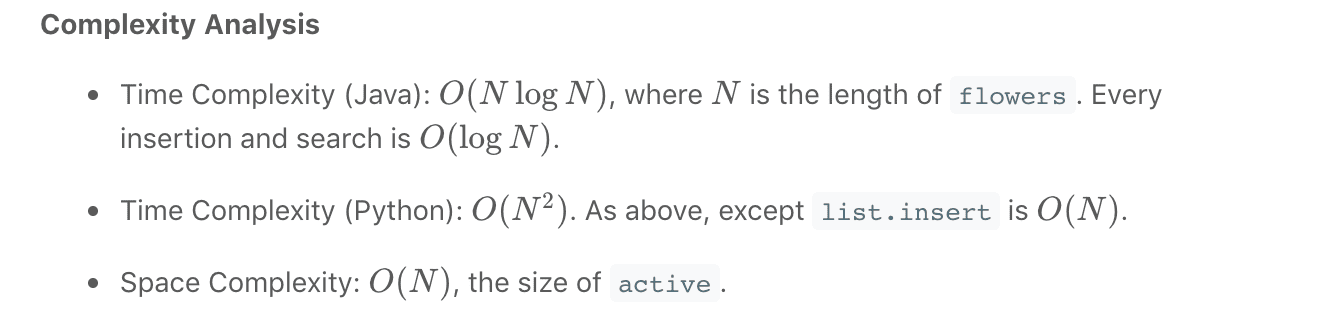 Complexity Analysis
• Time Complexity (Java): O(N log N), where N is the length of flowers . Every
insertion and search is O(log N).
• Time Complexity (Python): O(N²). As above, except list.insert is O(N).
• Space Complexity: O(N), the size of active .